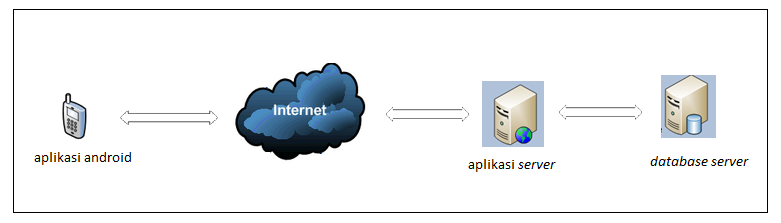 Internet
aplikasi android
aplikasi server
database server